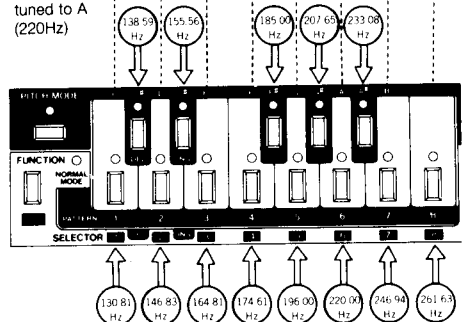 tuned to A
(220Hz)
138.59 Hz
155.56 Hz
185.00 Hz
207.65 Hz
233.08 Hz
PITCH MODE
FUNCTION
NORMAL MODE
PATTERN 1 2 3 4 5 6 7 8
SELECTOR
130.81 Hz
146.83 Hz
164.81 Hz
174.61 Hz
196.00 Hz
220.00 Hz
246.94 Hz
261.63 Hz